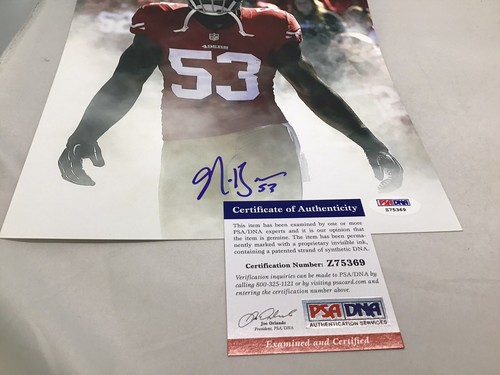 49ERS
53
53
PSA DNA
Z75369
Certificate of Authenticity
This item has been examined by one or more
PSA/DNA experts and it is our opinion that
the item is genuine. The item has been perma-
nently marked with a proprietary invisible ink,
containing a patented strand of synthetic DNA.
Certification Number: Z75369
Verification inquiries can be made to PSA/DNA by
calling 800-325-1121 or by visiting psacard.com and
entering the certification number above.
Joe Orlando
President, PSA/DNA
PSA DNA
AUTHENTICATION SERVICES
Examined and Certified